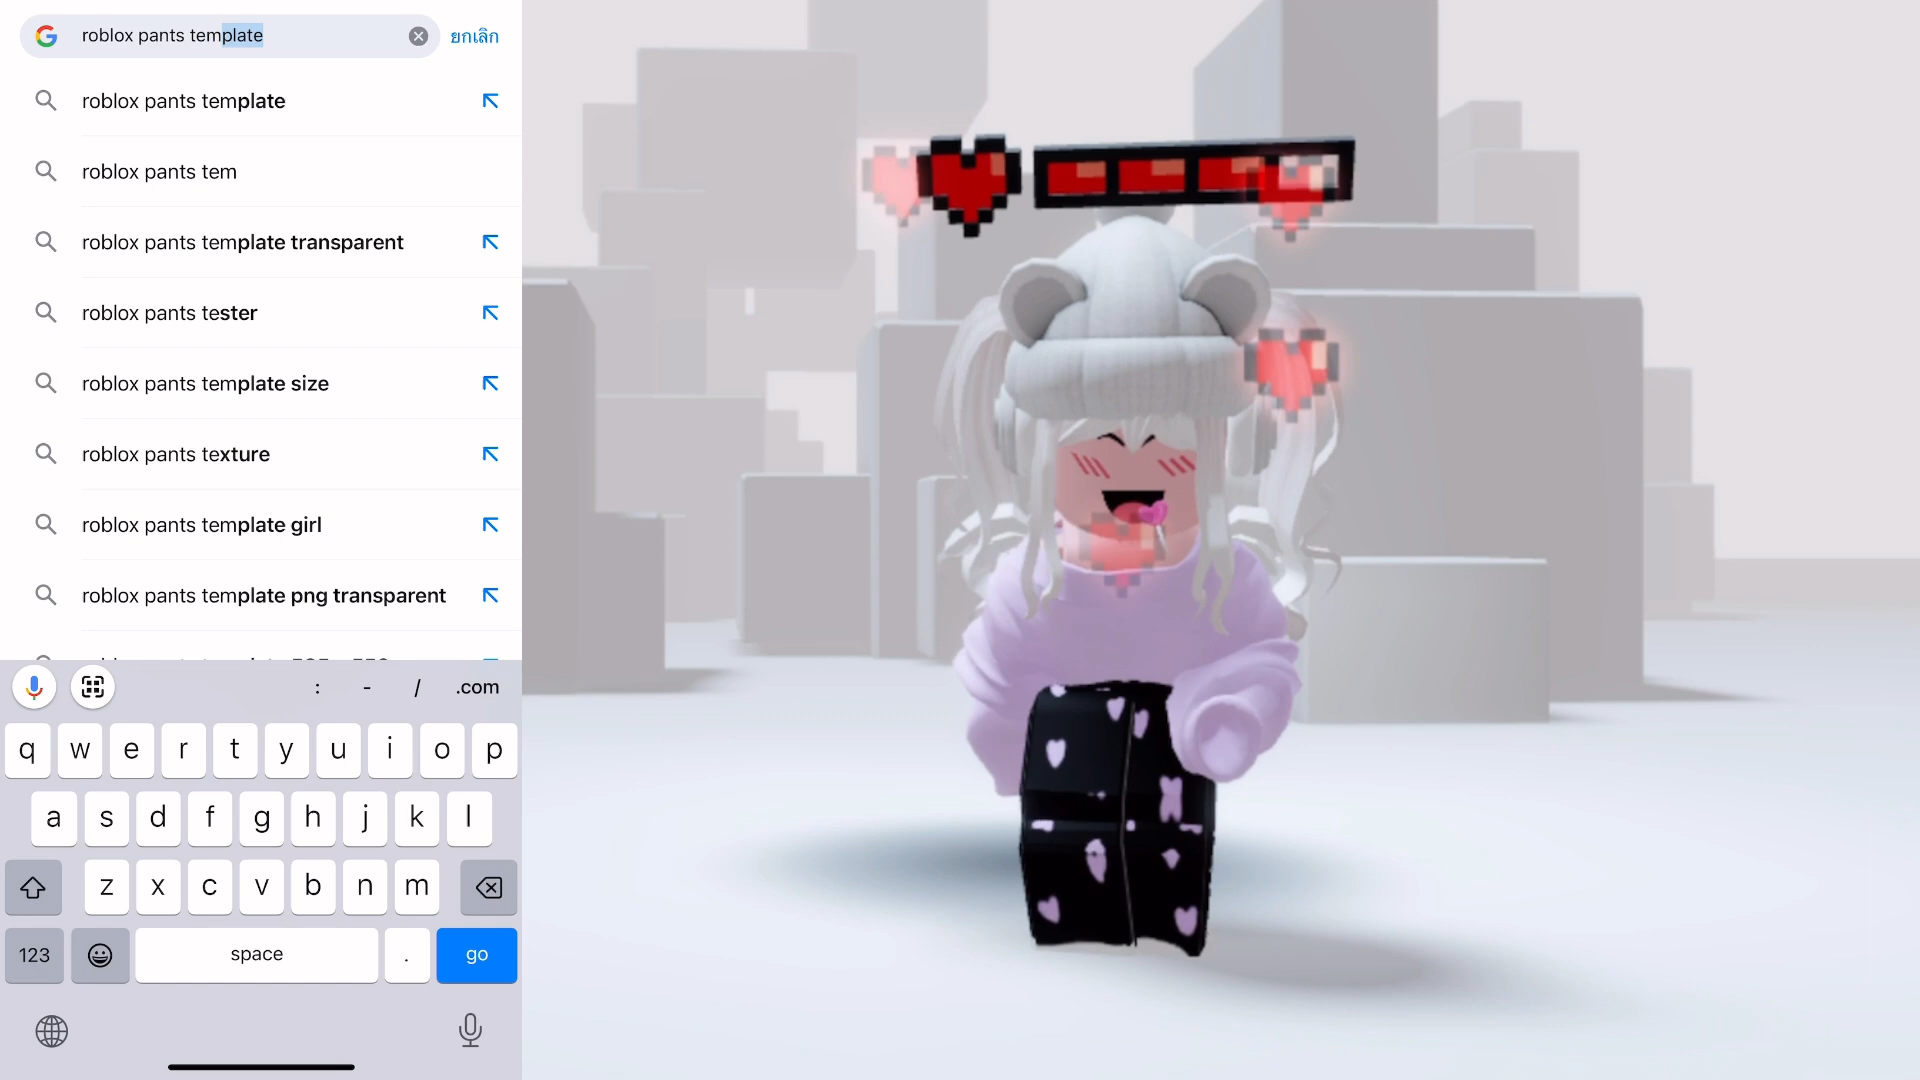 roblox pants template
ยกเลิก
roblox pants template
roblox pants tem
roblox pants template transparent
roblox pants tester
roblox pants template size
roblox pants texture
roblox pants template girl
roblox pants template png transparent
: - / .com
q w e r t y u i o p
a s d f g h j k l
z x c v b n m
123 space . go